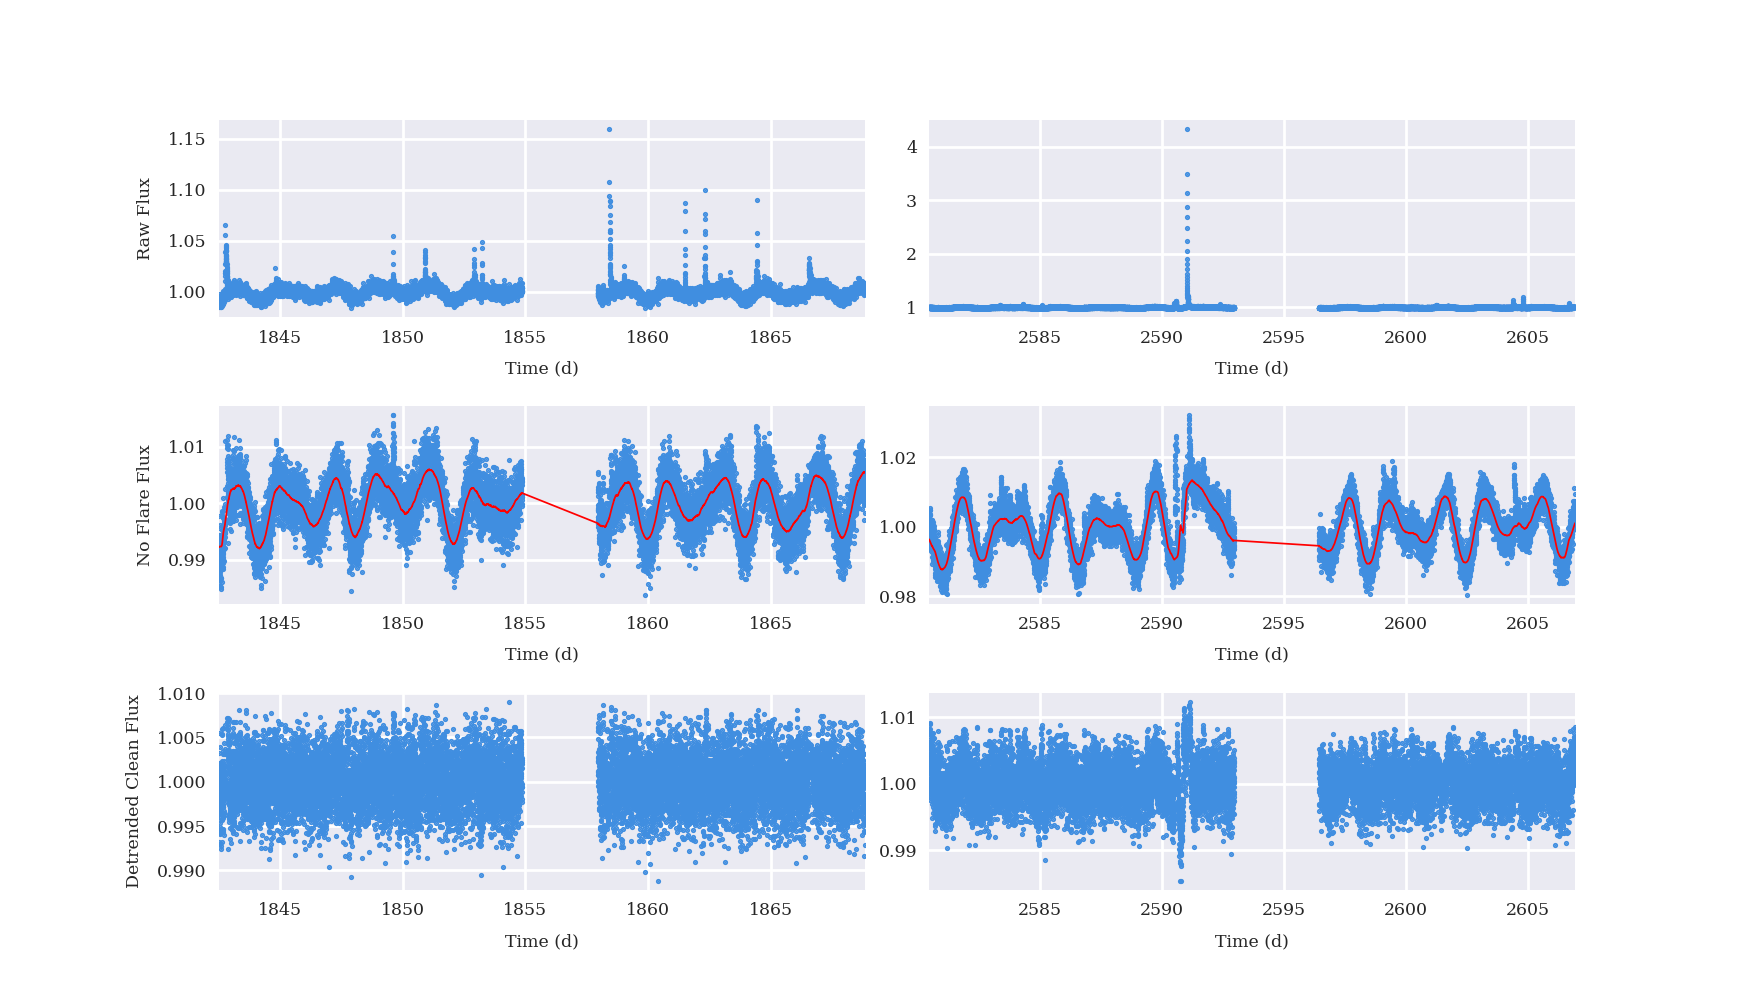 Raw Flux
1.15
1.10
1.05
1.00
1845 1850 1855 1860 1865
Time (d)
4
3
2
1
2585 2590 2595 2600 2605
Time (d)
No Flare Flux
1.01
1.00
0.99
1845 1850 1855 1860 1865
Time (d)
1.02
1.00
0.98
2585 2590 2595 2600 2605
Time (d)
Detrended Clean Flux
1.010
1.005
1.000
0.995
0.990
1845 1850 1855 1860 1865
Time (d)
1.01
1.00
0.99
2585 2590 2595 2600 2605
Time (d)